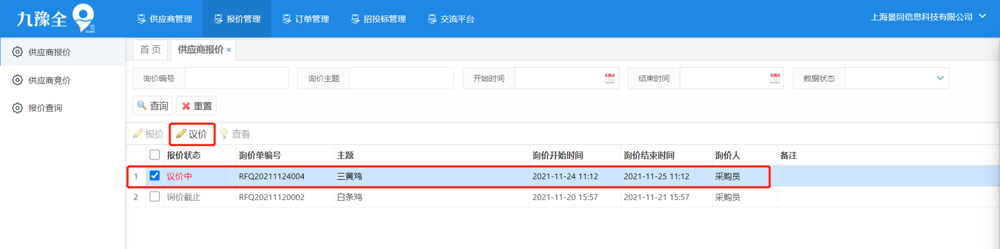 九豫全 JIU YU QUAN 供应商管理 报价管理 订单管理 招投标管理 交流平台 上海景同信息科技有限公司
供应商报价
供应商竞价
报价查询
首页 供应商报价 ×
询价编号 询价主题 开始时间 结束时间 数据状态
查询 重置
报价 议价 查看
报价状态 询价单编号 主题 询价开始时间 询价结束时间 询价人 备注
1 议价中 RFQ20211124004 三黄鸡 2021-11-24 11:12 2021-11-25 11:12 采购员
2 询价截止 RFQ20211120002 白条鸡 2021-11-20 15:57 2021-11-21 15:57 采购员